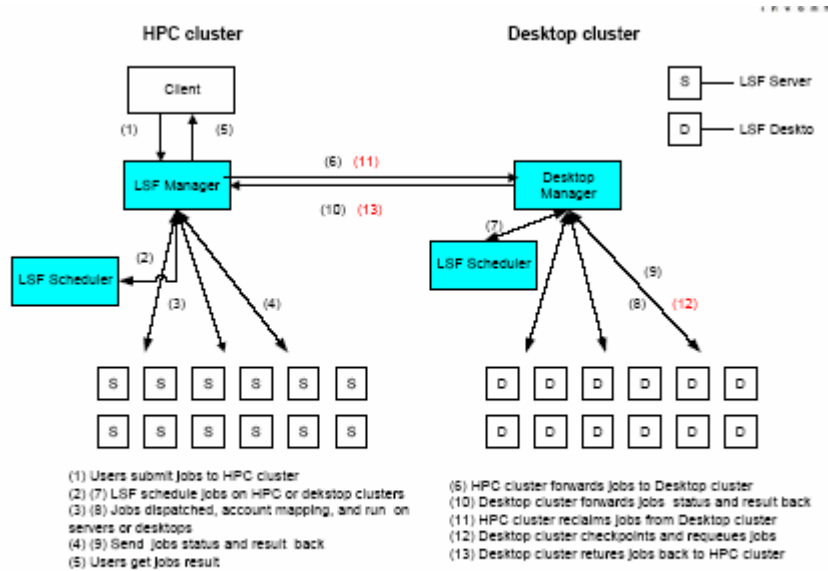 HPC cluster
Desktop cluster
Client
S
LSF Server
D
LSF Deskto
(1)
(5)
(6) (11)
LSF Manager
Desktop Manager
(10) (13)
(7)
(2)
LSF Scheduler
LSF Scheduler
(9)
(3)
(4)
(8)
(12)
S S S S S S
D D D D D D
S S S S S S
D D D D D D
(1) Users submit jobs to HPC cluster
(2) (7) LSF schedule jobs on HPC or dekstop clusters
(3) (8) Jobs dispatched, account mapping, and run on
servers or desktops
(4) (9) Send jobs status and result back
(5) Users get jobs result
(6) HPC cluster forwards jobs to Desktop cluster
(10) Desktop cluster forwards jobs status and result back
(11) HPC cluster reclaims jobs from Desktop cluster
(12) Desktop cluster checkpoints and requeues jobs
(13) Desktop cluster retures jobs back to HPC cluster